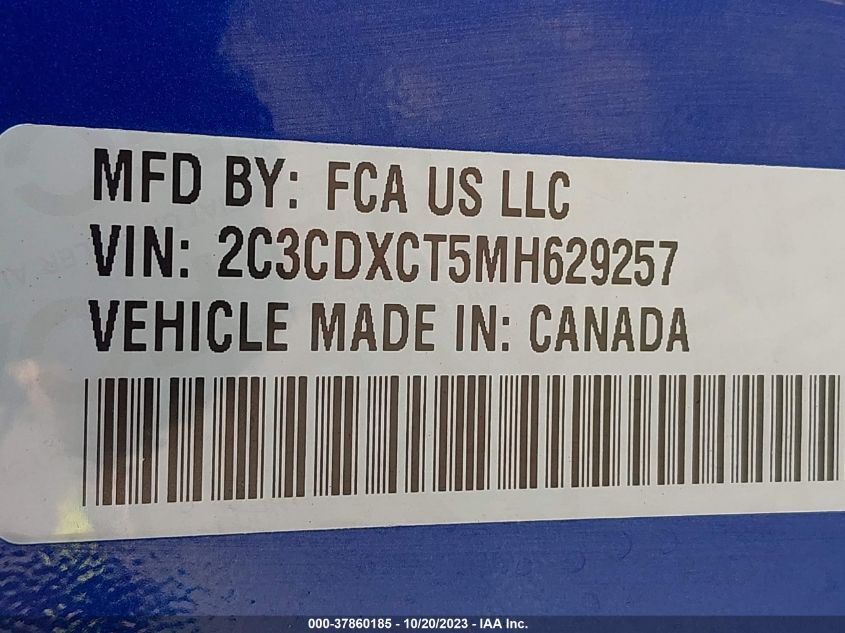 MFD BY: FCA US LLC
VIN: 2C3CDXCT5MH629257
VEHICLE MADE IN: CANADA
000-37860185 - 10/20/2023 - IAA Inc.